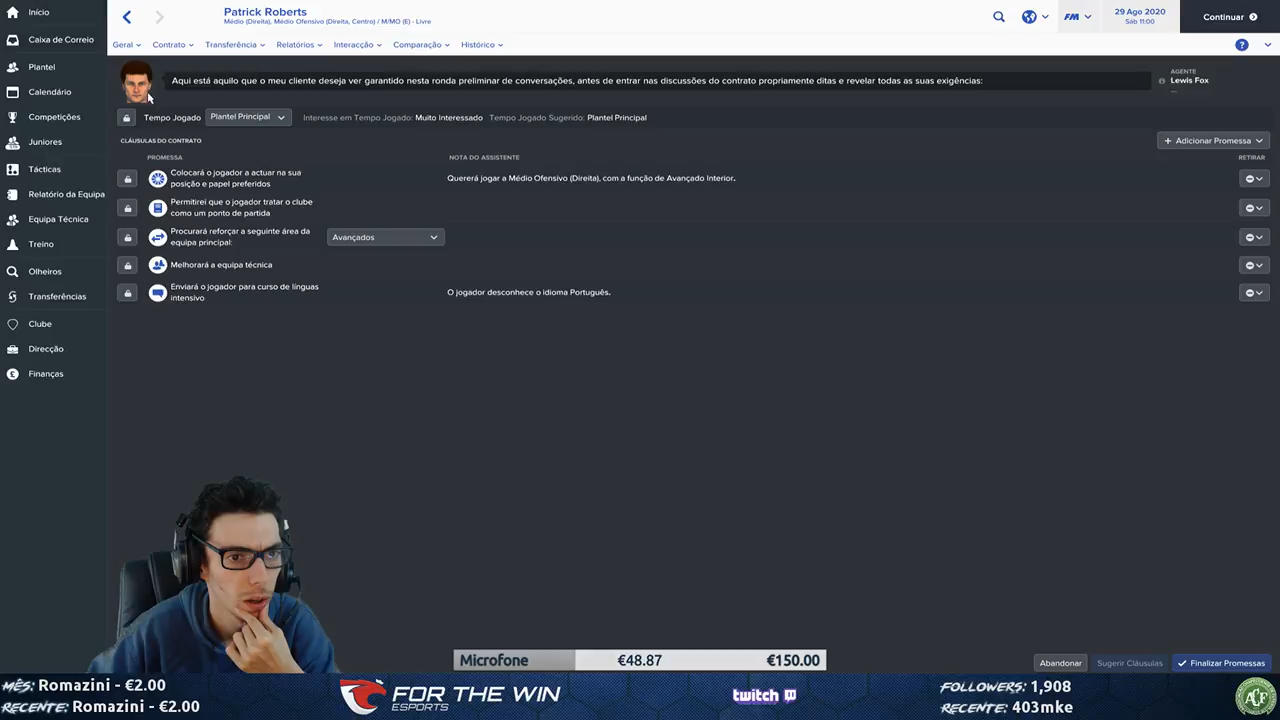 Início
Caixa de Correio
Plantel
Calendário
Competições
Juniores
Tácticas
Relatório da Equipa
Equipa Técnica
Treino
Olheiros
Transferências
Clube
Direcção
Finanças
Patrick Roberts
Médio (Direita), Médio Ofensivo (Direita, Centro) / M/MO (E) - Livre
FM
29 Ago 2020
Sáb 11:00
Continuar
Geral
Contrato
Transferência
Relatórios
Interacção
Comparação
Histórico
?
Aqui está aquilo que o meu cliente deseja ver garantido nesta ronda preliminar de conversações, antes de entrar nas discussões do contrato propriamente ditas e revelar todas as suas exigências:
AGENTE
Lewis Fox
Tempo Jogado
Plantel Principal
Interesse em Tempo Jogado: Muito Interessado
Tempo Jogado Sugerido: Plantel Principal
CLÁUSULAS DO CONTRATO
+ Adicionar Promessa
PROMESSA
NOTA DO ASSISTENTE
RETIRAR
Colocará o jogador a actuar na sua
posição e papel preferidos
Quererá jogar a Médio Ofensivo (Direita), com a função de Avançado Interior.
Permitirei que o jogador tratar o clube
como um ponto de partida
Procurará reforçar a seguinte área da
equipa principal:
Avançados
Melhorará a equipa técnica
Enviará o jogador para curso de línguas
intensivo
O jogador desconhece o idioma Português.
Microfone
€48.87
€150.00
Abandonar
Sugerir Cláusulas
Finalizar Promessas
MÊS: Romazini - €2.00
RECENTE: Romazini - €2.00
FOR THE WIN
ESPORTS
twitch
FOLLOWERS: 1,908
RECENTE: 403mke
ACF